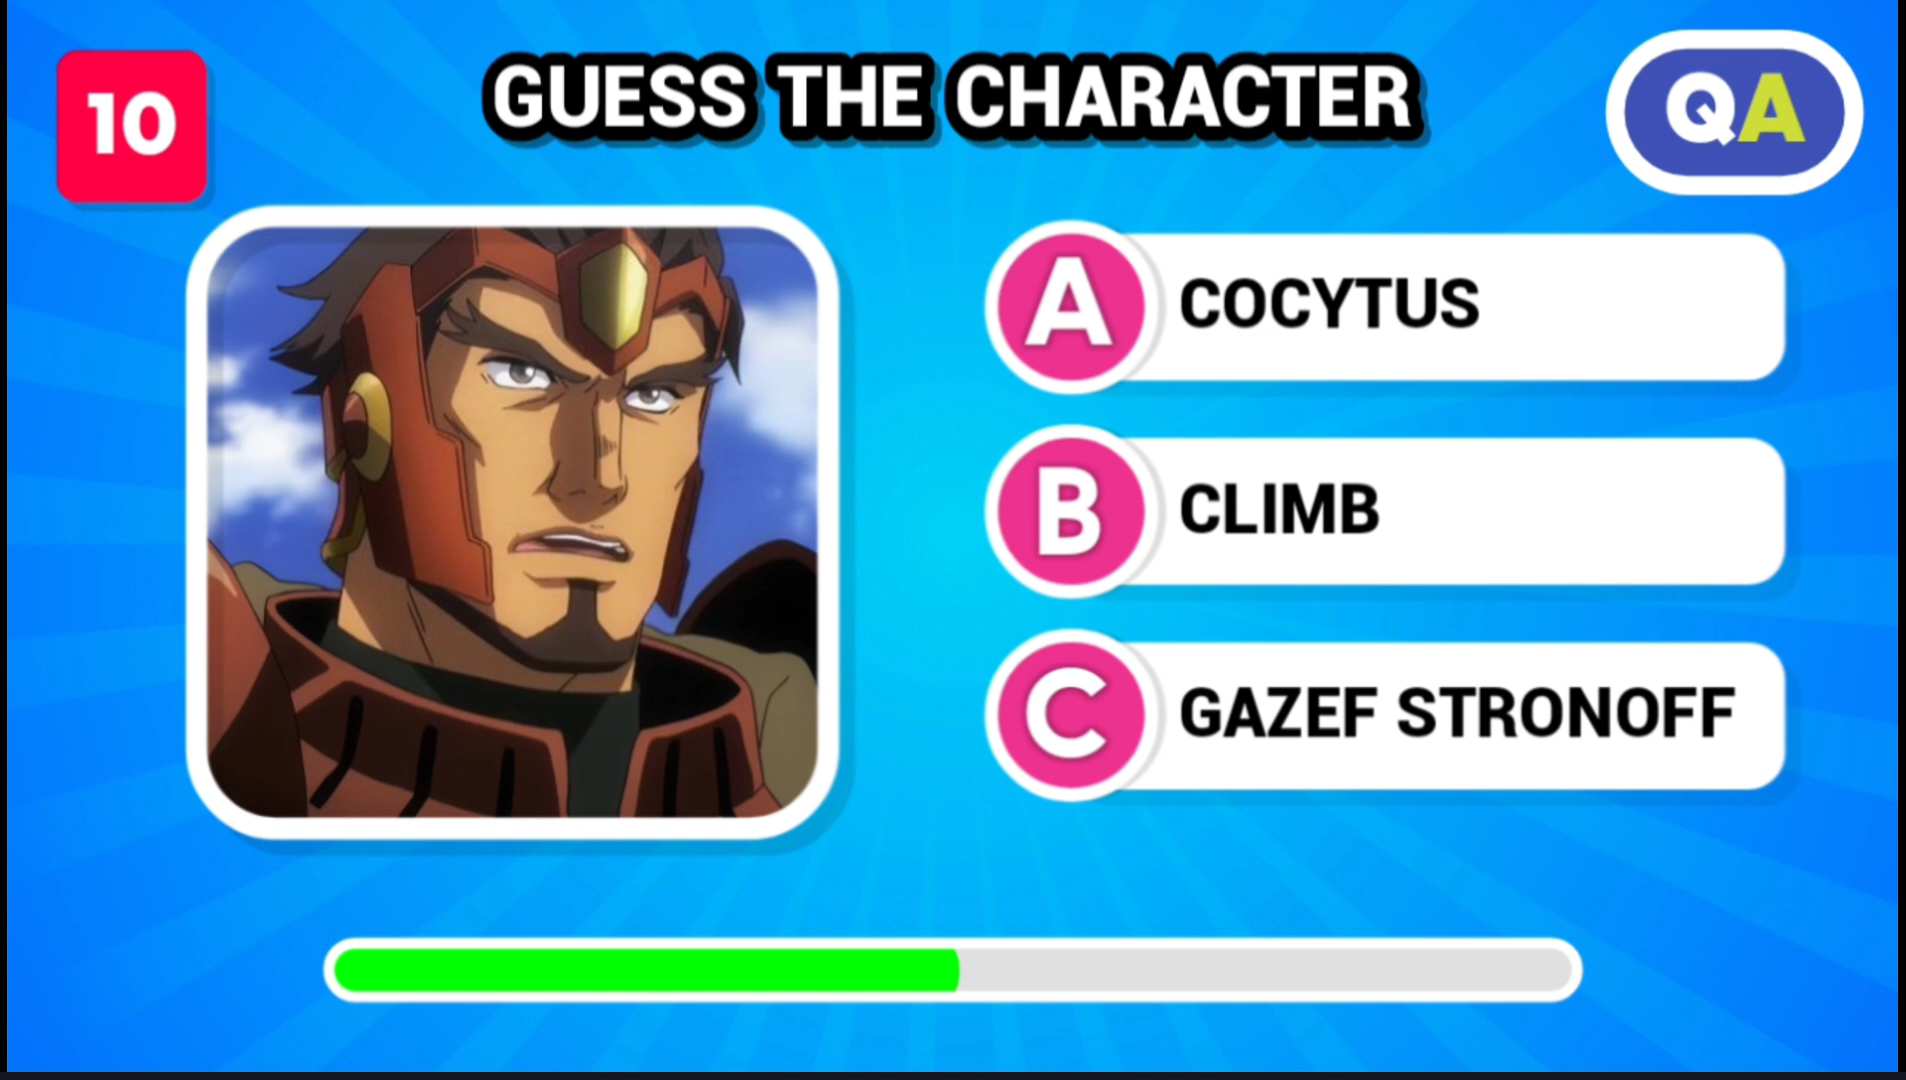 10
GUESS THE CHARACTER
QA
A COCYTUS
B CLIMB
C GAZEF STRONOFF